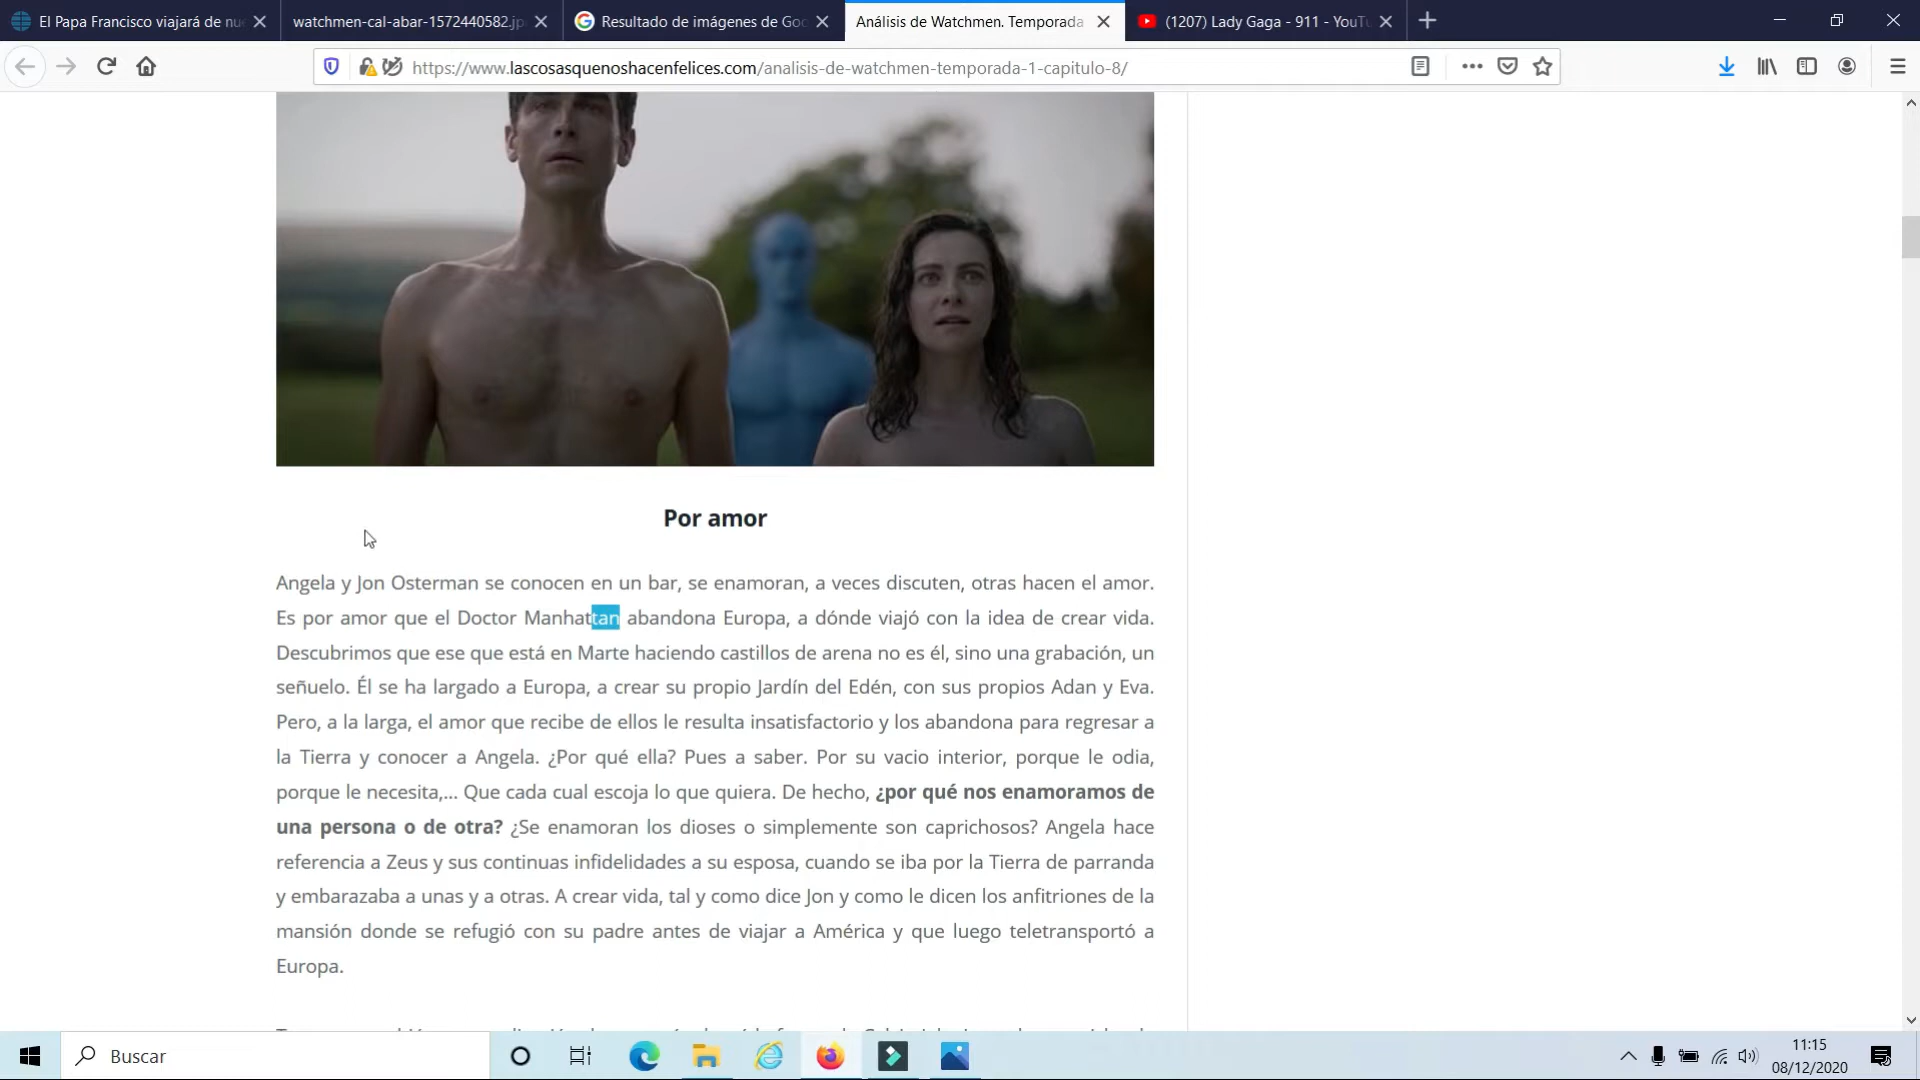 El Papa Francisco viajará de nu
watchmen-cal-abar-1572440582.jp
Resultado de imágenes de Goo
Análisis de Watchmen. Temporada
(1207) Lady Gaga - 911 - YouTu
https://www.lascosasquenoshacenfelices.com/analisis-de-watchmen-temporada-1-capitulo-8/
Por amor
Angela y Jon Osterman se conocen en un bar, se enamoran, a veces discuten, otras hacen el amor.
Es por amor que el Doctor Manhattan abandona Europa, a dónde viajó con la idea de crear vida.
Descubrimos que ese que está en Marte haciendo castillos de arena no es él, sino una grabación, un
señuelo. Él se ha largado a Europa, a crear su propio Jardín del Edén, con sus propios Adan y Eva.
Pero, a la larga, el amor que recibe de ellos le resulta insatisfactorio y los abandona para regresar a
la Tierra y conocer a Angela. ¿Por qué ella? Pues a saber. Por su vacio interior, porque le odia,
porque le necesita,... Que cada cual escoja lo que quiera. De hecho, ¿por qué nos enamoramos de
una persona o de otra? ¿Se enamoran los dioses o simplemente son caprichosos? Angela hace
referencia a Zeus y sus continuas infidelidades a su esposa, cuando se iba por la Tierra de parranda
y embarazaba a unas y a otras. A crear vida, tal y como dice Jon y como le dicen los anfitriones de la
mansión donde se refugió con su padre antes de viajar a América y que luego teletransportó a
Europa.
Buscar
11:15
08/12/2020